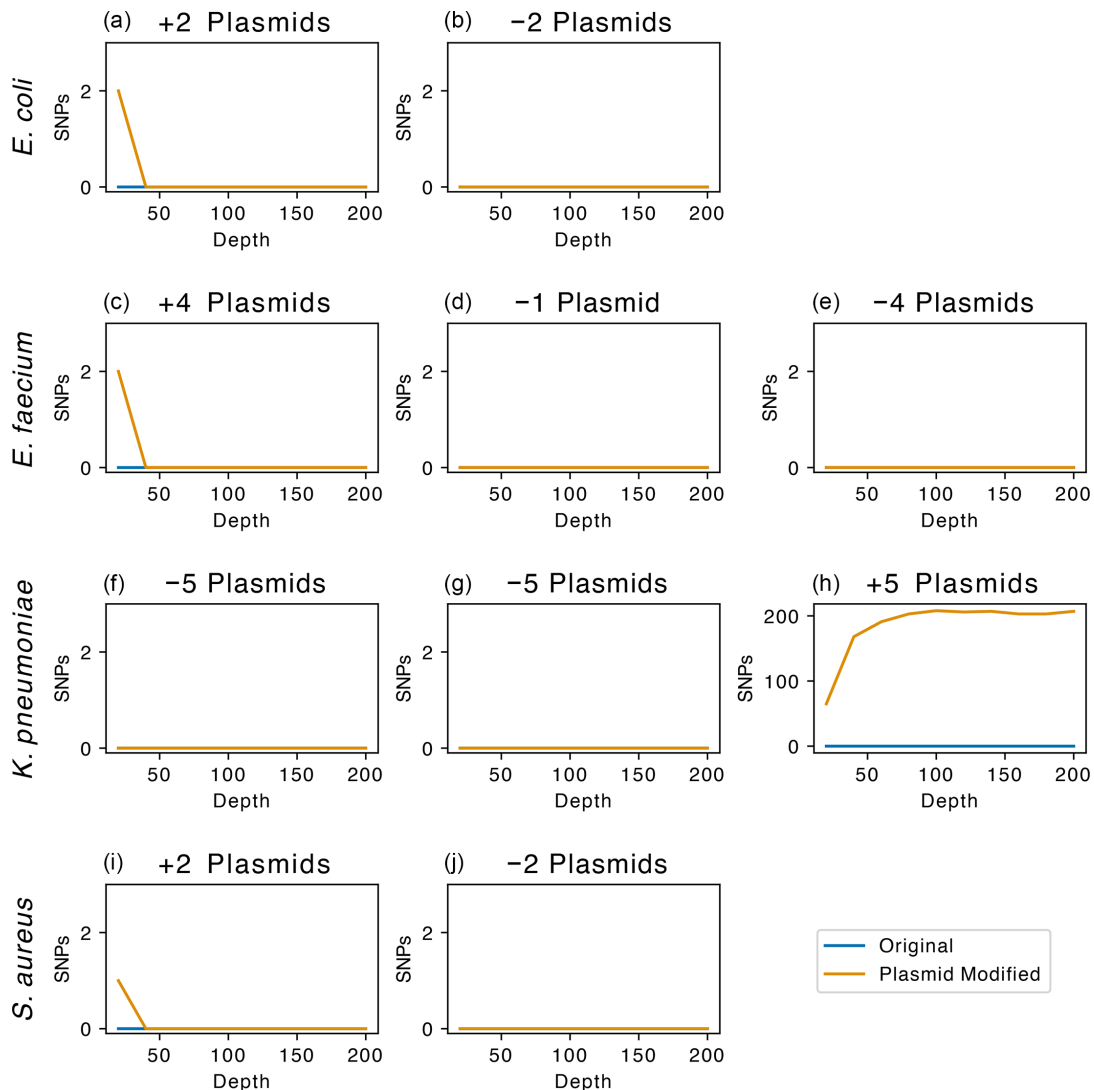 (a) +2 Plasmids
(b) −2 Plasmids
E. coli
SNPs
2
0
50 100 150 200
Depth
SNPs
2
0
50 100 150 200
Depth
(c) +4 Plasmids
(d) −1 Plasmid
(e) −4 Plasmids
E. faecium
SNPs
2
0
50 100 150 200
Depth
SNPs
2
0
50 100 150 200
Depth
SNPs
2
0
50 100 150 200
Depth
(f) −5 Plasmids
(g) −5 Plasmids
(h) +5 Plasmids
K. pneumoniae
SNPs
2
0
50 100 150 200
Depth
SNPs
2
0
50 100 150 200
Depth
SNPs
200
100
0
50 100 150 200
Depth
(i) +2 Plasmids
(j) −2 Plasmids
S. aureus
SNPs
2
0
50 100 150 200
Depth
SNPs
2
0
50 100 150 200
Depth
Original
Plasmid Modified